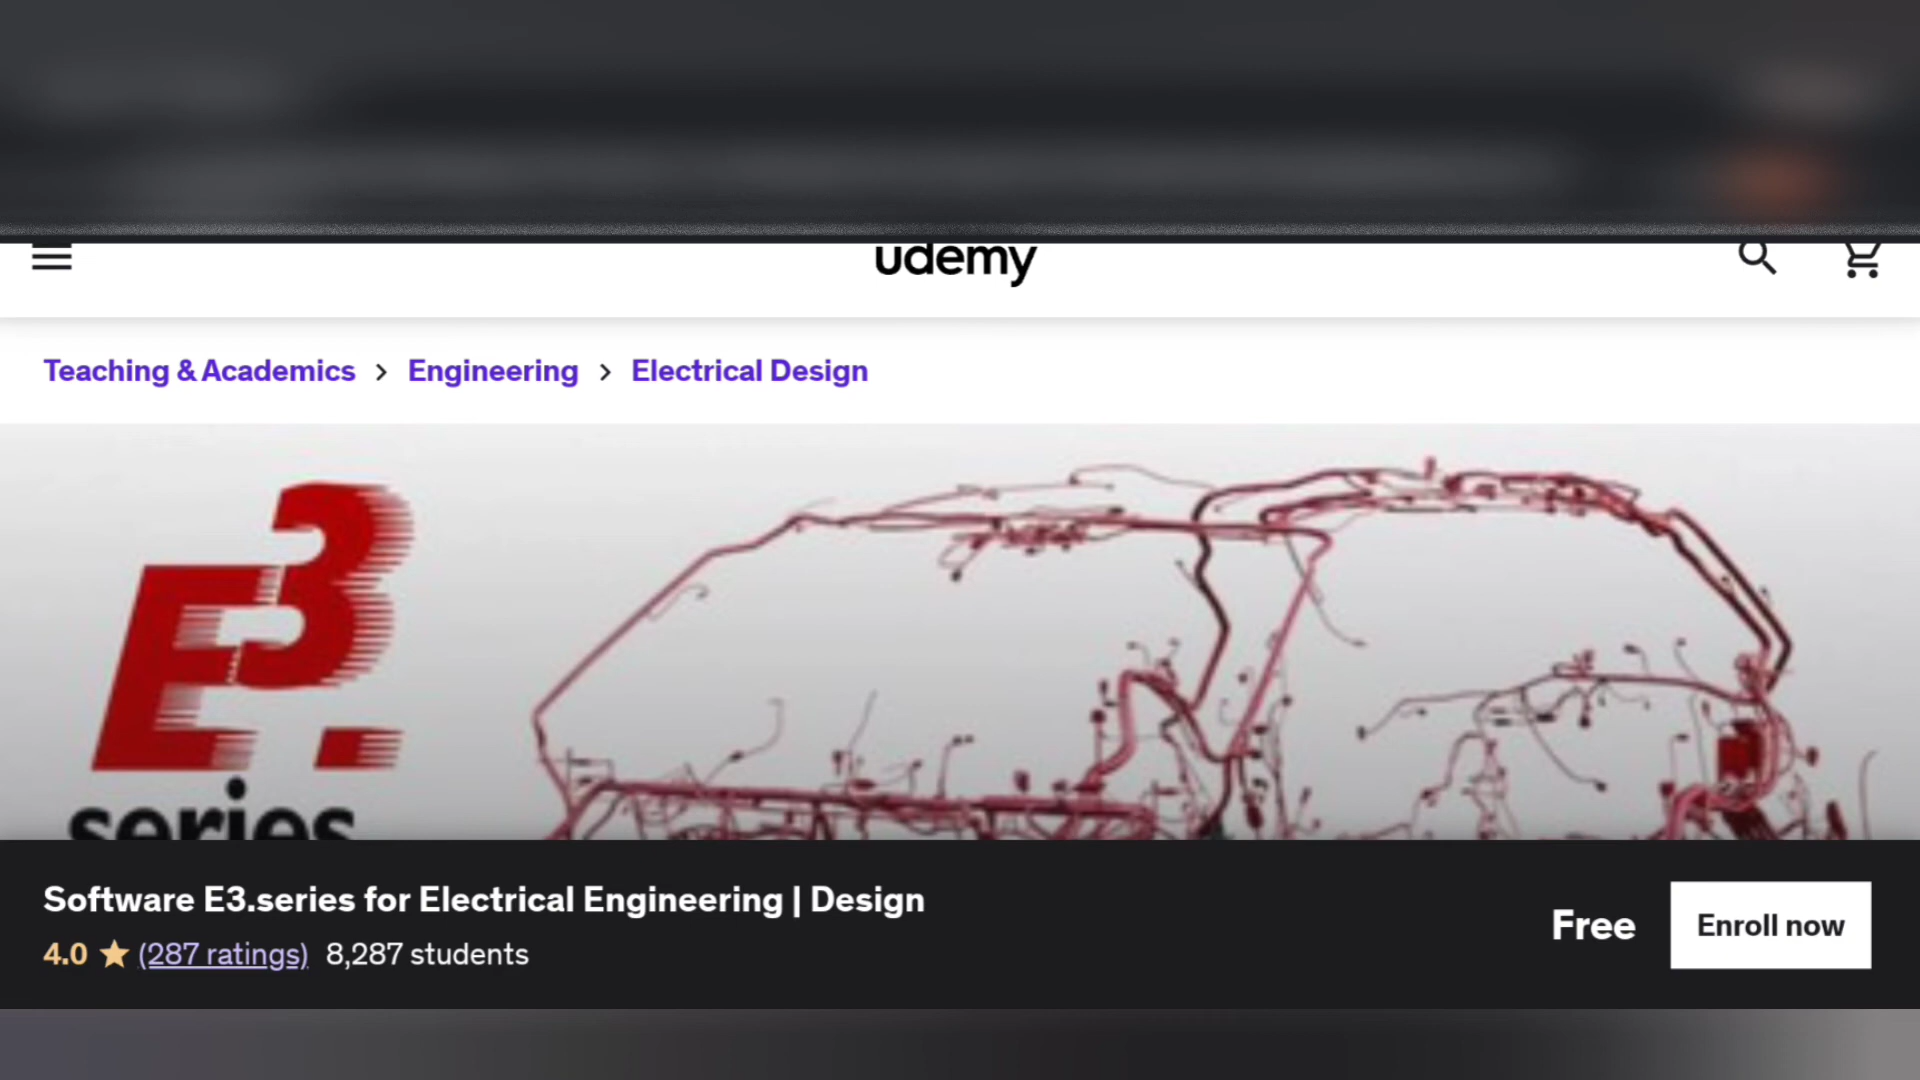 udemy
Teaching & Academics > Engineering > Electrical Design
E3.
series
Software E3.series for Electrical Engineering | Design
4.0 ★ (287 ratings) 8,287 students
Free
Enroll now